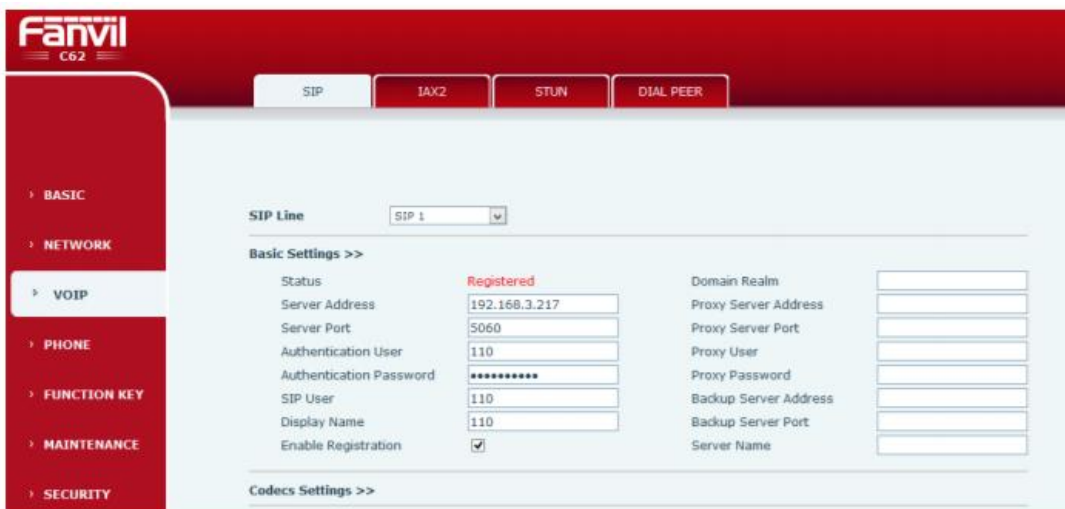 Fanvil
C62
SIP IAX2 STUN DIAL PEER
› BASIC
› NETWORK
› VOIP
› PHONE
› FUNCTION KEY
› MAINTENANCE
› SECURITY
SIP Line SIP 1
Basic Settings >>
Status Registered Domain Realm
Server Address 192.168.3.217 Proxy Server Address
Server Port 5060 Proxy Server Port
Authentication User 110 Proxy User
Authentication Password •••••••••• Proxy Password
SIP User 110 Backup Server Address
Display Name 110 Backup Server Port
Enable Registration Server Name
Codecs Settings >>